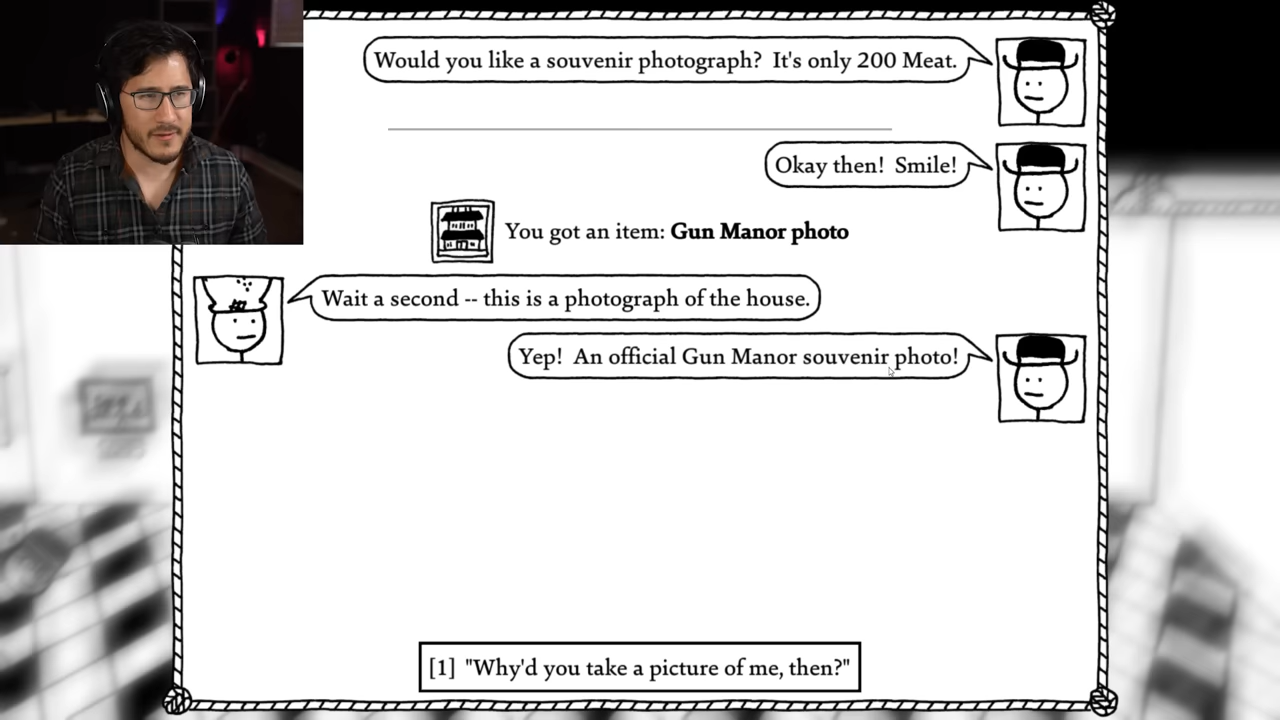 Would you like a souvenir photograph?  It's only 200 Meat.
Okay then!  Smile!
You got an item: Gun Manor photo
Wait a second -- this is a photograph of the house.
Yep!  An official Gun Manor souvenir photo!
[1]  "Why'd you take a picture of me, then?"